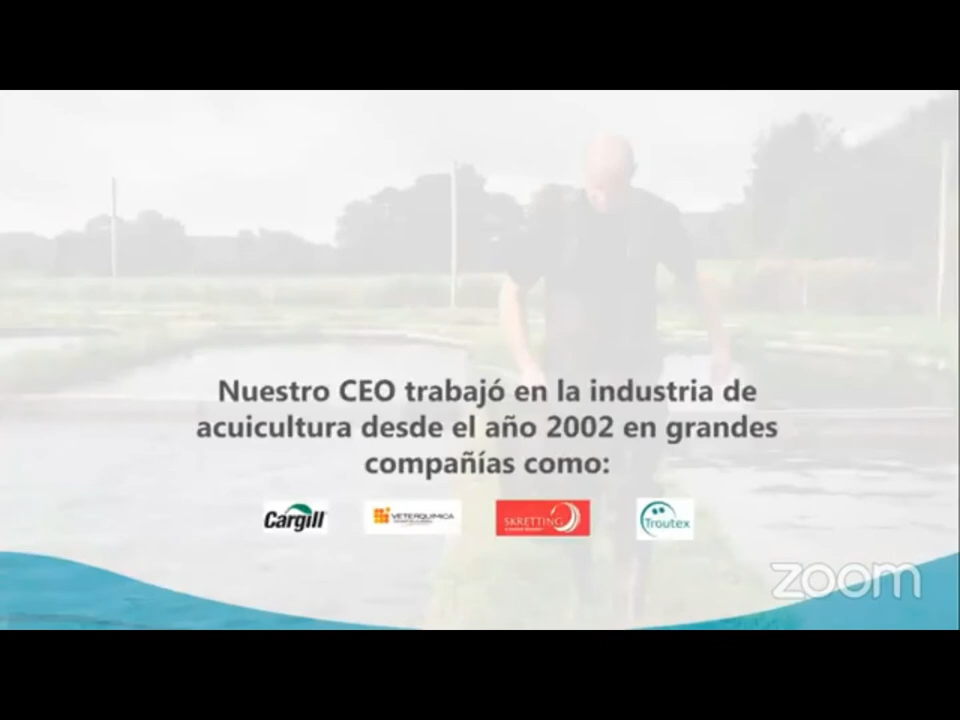 Nuestro CEO trabajó en la industria de
acuicultura desde el año 2002 en grandes
compañías como:
Cargill VETERQUIMICA SKRETTING Troutex
zoom